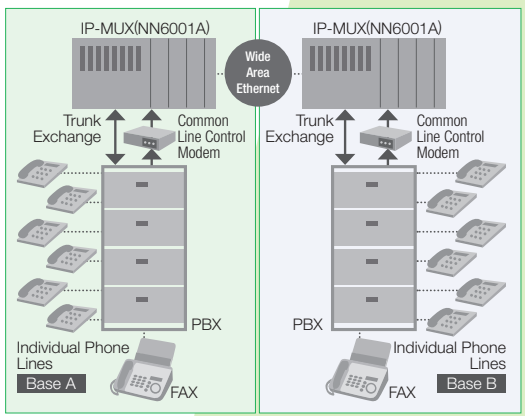 IP-MUX(NN6001A)
IP-MUX(NN6001A)
Wide
Area
Ethernet
Trunk
Exchange
Common
Line Control
Modem
Trunk
Exchange
Common
Line Control
Modem
PBX
PBX
Individual Phone
Lines
Base A
FAX
Individual Phone
Lines
Base B
FAX